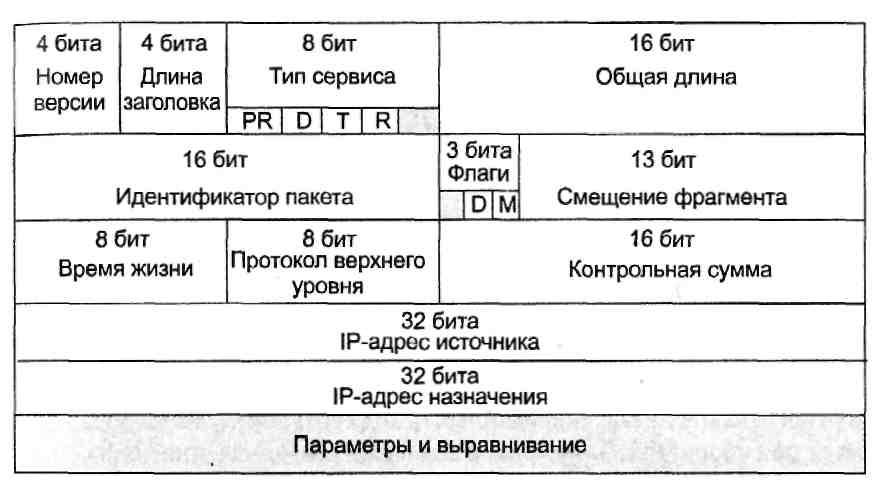 4 бита
Номер
версии
4 бита
Длина
заголовка
8 бит
Тип сервиса
PR D T R
16 бит
Общая длина
16 бит
Идентификатор пакета
3 бита
Флаги
D M
13 бит
Смещение фрагмента
8 бит
Время жизни
8 бит
Протокол верхнего
уровня
16 бит
Контрольная сумма
32 бита
IP-адрес источника
32 бита
IP-адрес назначения
Параметры и выравнивание